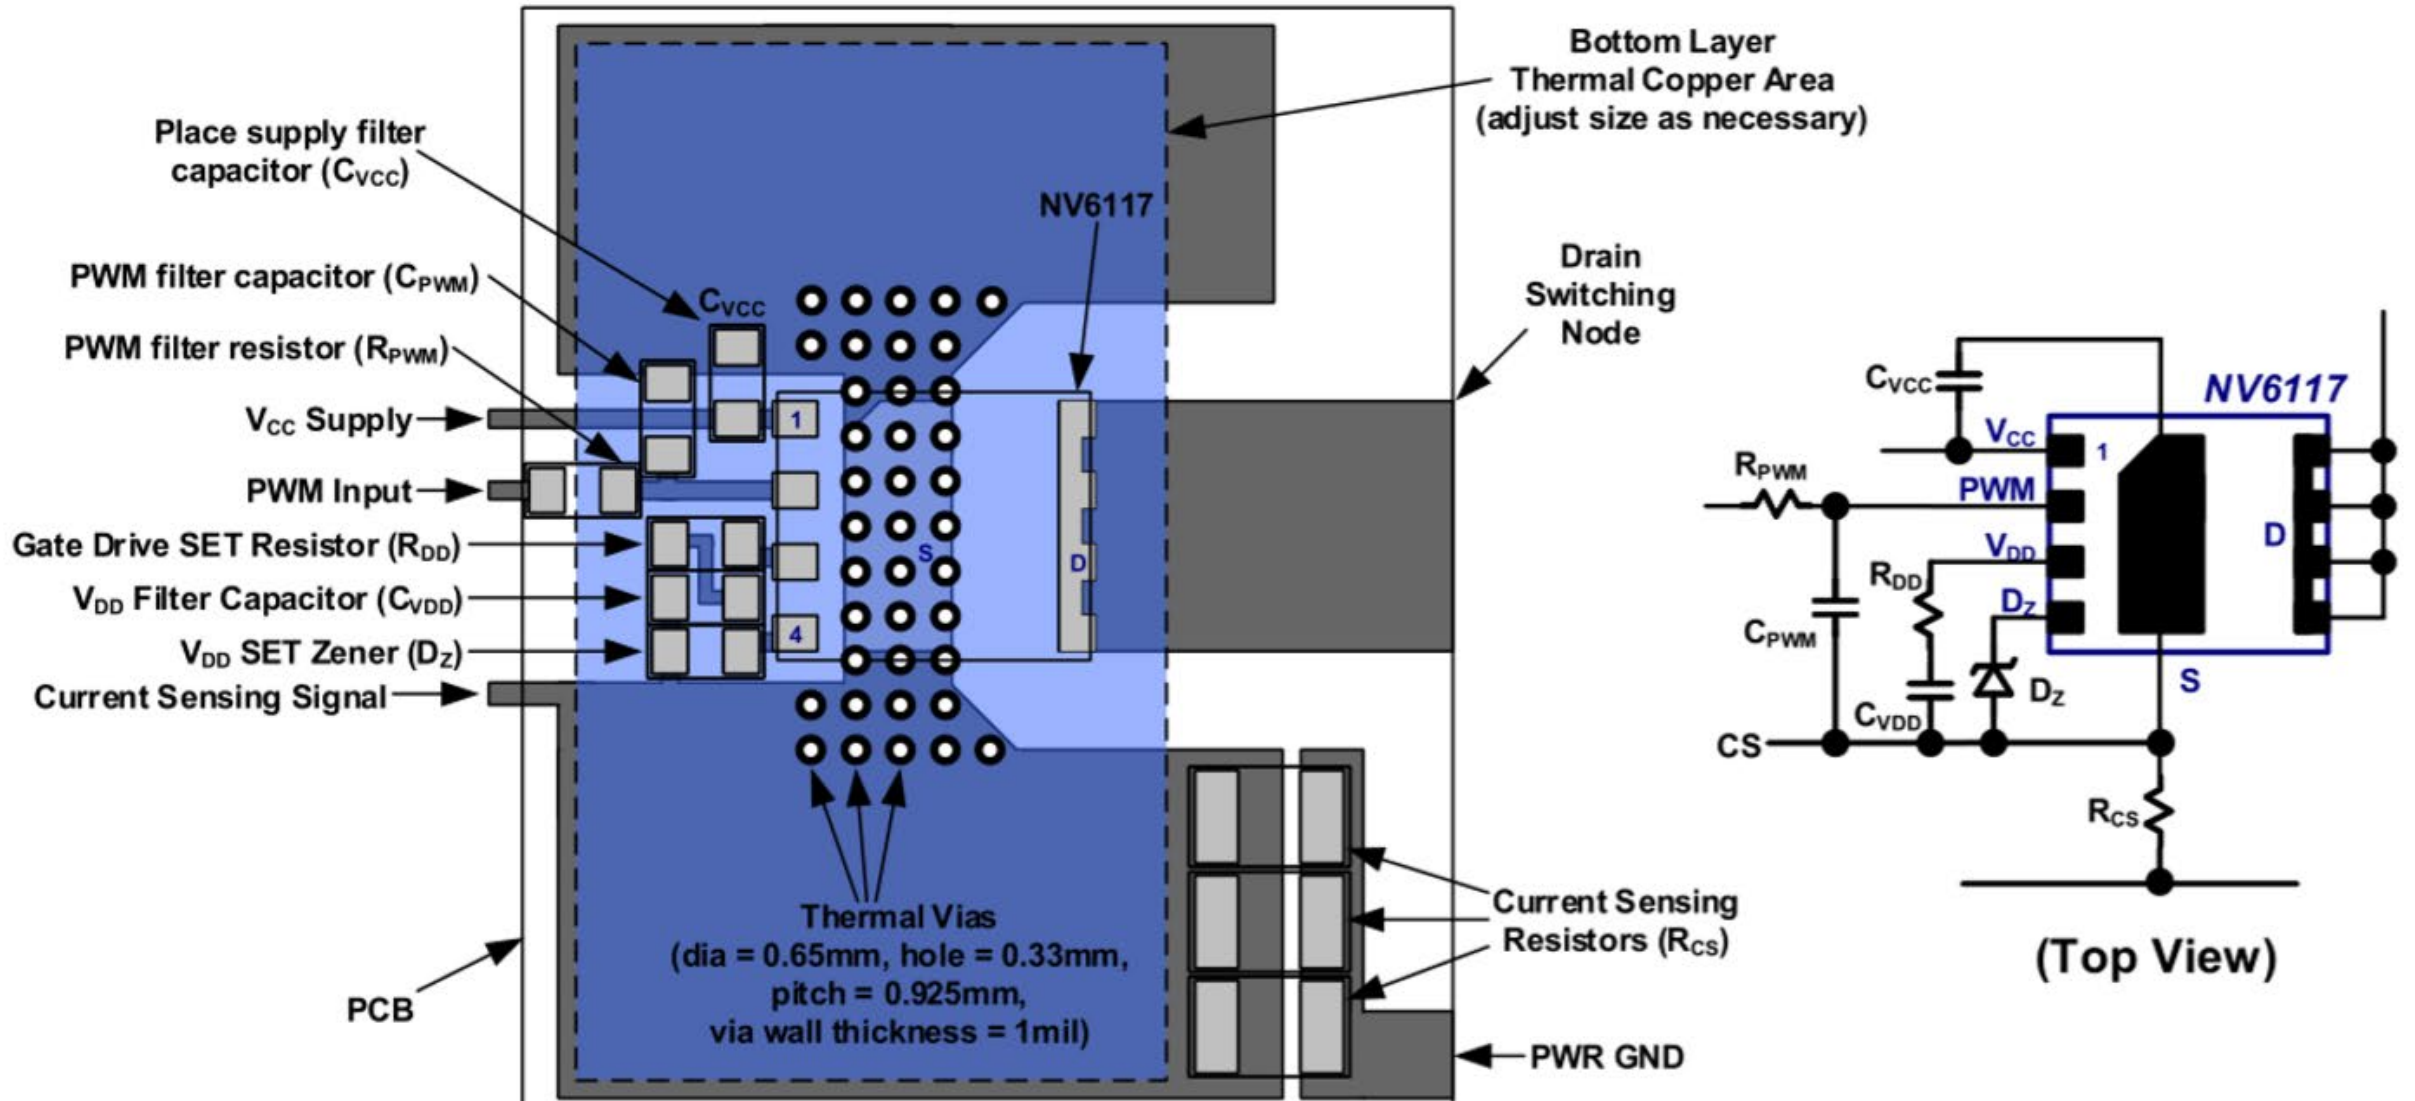 Bottom Layer
Thermal Copper Area
(adjust size as necessary)
Place supply filter
capacitor (CVCC)
NV6117
PWM filter capacitor (CPWM)
CVCC
PWM filter resistor (RPWM)
VCC Supply
1
PWM Input
Gate Drive SET Resistor (RDD)
S
D
VDD Filter Capacitor (CVDD)
4
VDD SET Zener (DZ)
Current Sensing Signal
Drain
Switching
Node
Thermal Vias
(dia = 0.65mm, hole = 0.33mm,
pitch = 0.925mm,
via wall thickness = 1mil)
PCB
Current Sensing
Resistors (RCS)
PWR GND
CVCC
NV6117
VCC
1
RPWM
PWM
VDD
D
RDD
DZ
CPWM
S
DZ
CVDD
CS
RCS
(Top View)